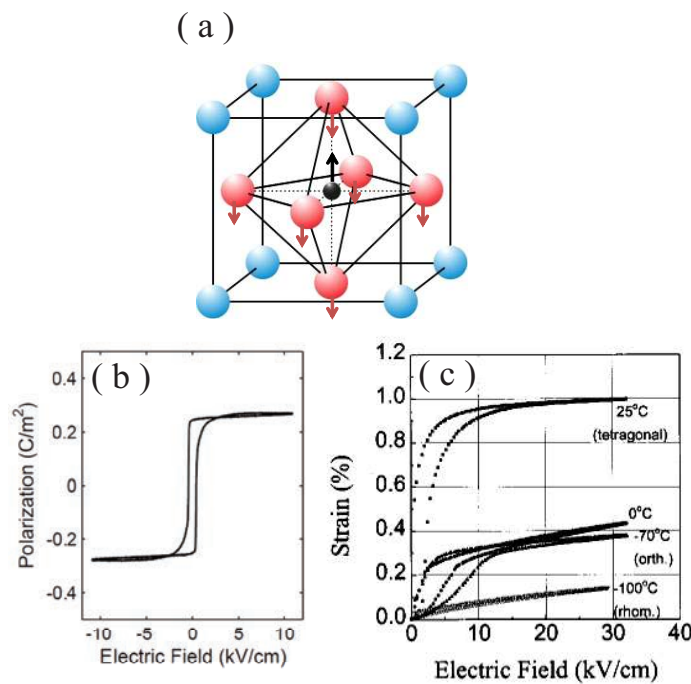 ( a )
( b )
0.4
0.2
0
-0.2
-0.4
Polarization (C/m²)
-10
-5
0
5
10
Electric Field (kV/cm)
( c )
1.2
1.0
0.8
0.6
0.4
0.2
0.0
Strain (%)
25°C
(tetragonal)
0°C
-70°C
(orth.)
-100°C
(rhom.)
0
10
20
30
40
Electric Field (kV/cm)